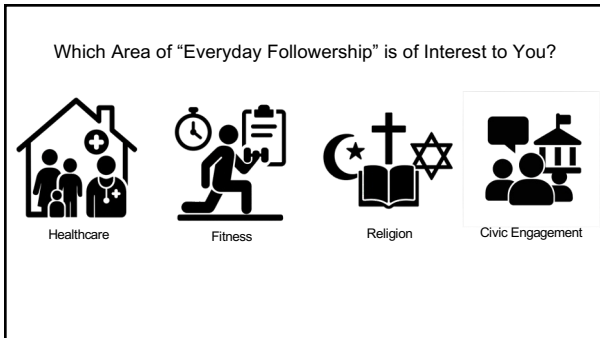 Which Area of “Everyday Followership” is of Interest to You?
Healthcare
Fitness
Religion
Civic Engagement